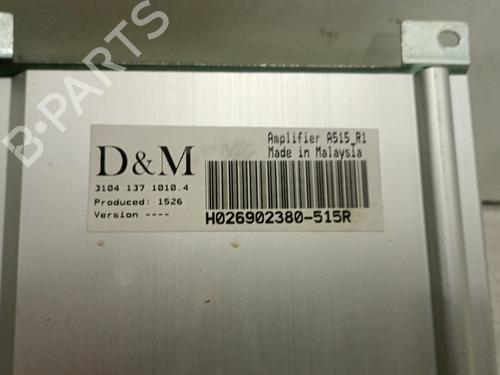 B-PARTS
D&M
3104 137 1010.4
Produced: 1526
Version ----
Amplifier A515_R1
Made in Malaysia
H026902380-515R